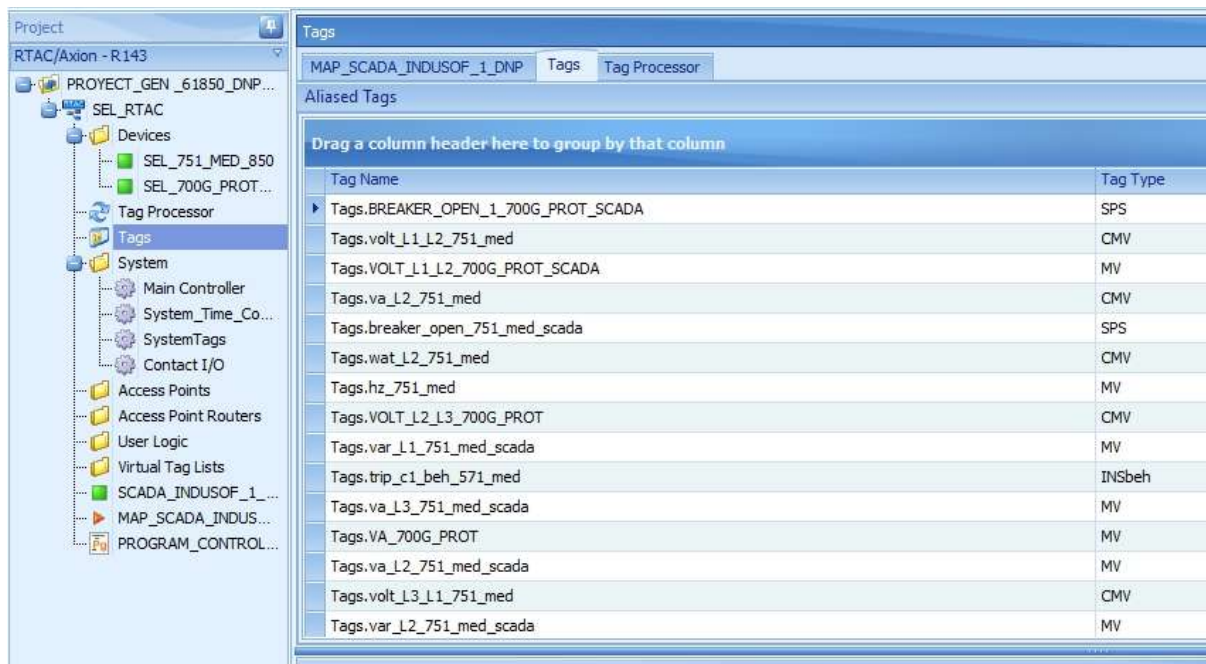 Project
RTAC/Axion - R143
PROYECT_GEN _61850_DNP...
SEL_RTAC
Devices
SEL_751_MED_850
SEL_700G_PROT...
Tag Processor
Tags
System
Main Controller
System_Time_Co...
SystemTags
Contact I/O
Access Points
Access Point Routers
User Logic
Virtual Tag Lists
SCADA_INDUSOF_1_...
MAP_SCADA_INDUS...
PROGRAM_CONTROL...
Tags
MAP_SCADA_INDUSOF_1_DNP Tags Tag Processor
Aliased Tags
Drag a column header here to group by that column
Tag Name Tag Type
Tags.BREAKER_OPEN_1_700G_PROT_SCADA SPS
Tags.volt_L1_L2_751_med CMV
Tags.VOLT_L1_L2_700G_PROT_SCADA MV
Tags.va_L2_751_med CMV
Tags.breaker_open_751_med_scada SPS
Tags.wat_L2_751_med CMV
Tags.hz_751_med MV
Tags.VOLT_L2_L3_700G_PROT CMV
Tags.var_L1_751_med_scada MV
Tags.trip_c1_beh_571_med INSbeh
Tags.va_L3_751_med_scada MV
Tags.VA_700G_PROT MV
Tags.va_L2_751_med_scada MV
Tags.volt_L3_L1_751_med CMV
Tags.var_L2_751_med_scada MV